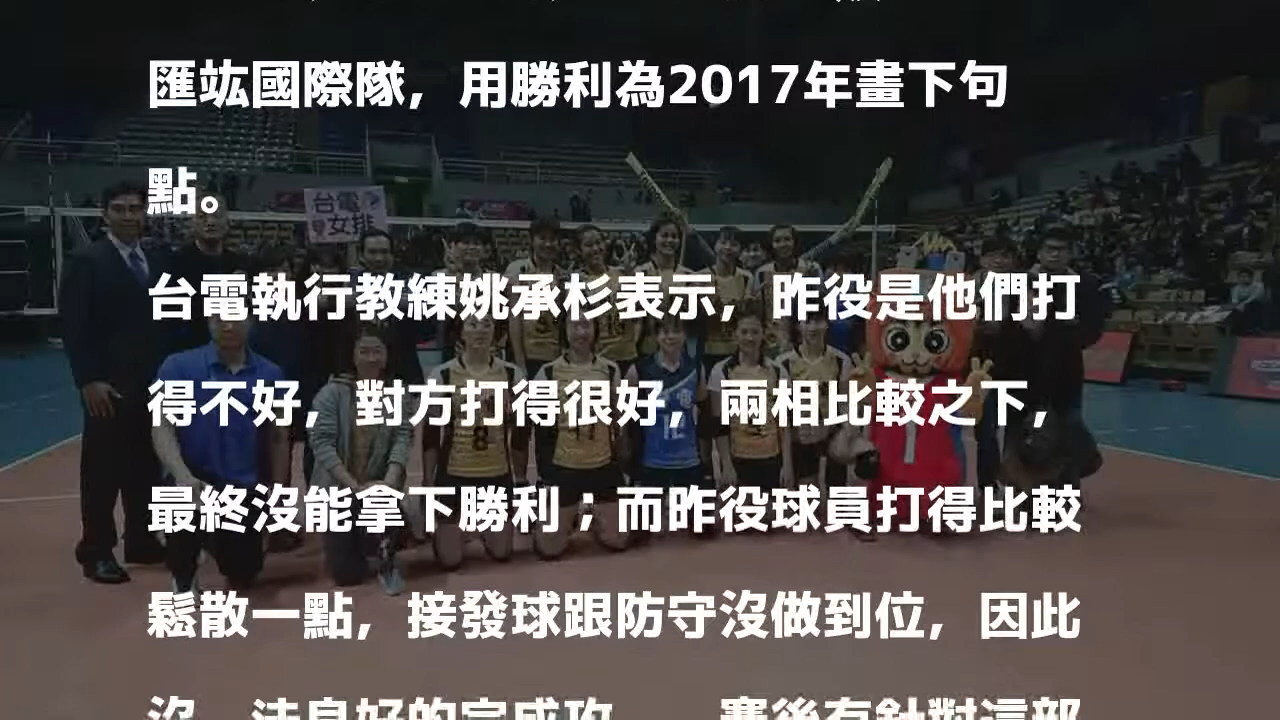 匯竑國際隊，用勝利為2017年畫下句
點。
台電執行教練姚承杉表示，昨役是他們打
得不好，對方打得很好，兩相比較之下，
最終沒能拿下勝利；而昨役球員打得比較
鬆散一點，接發球跟防守沒做到位，因此
台電
女排
8
11
12
1